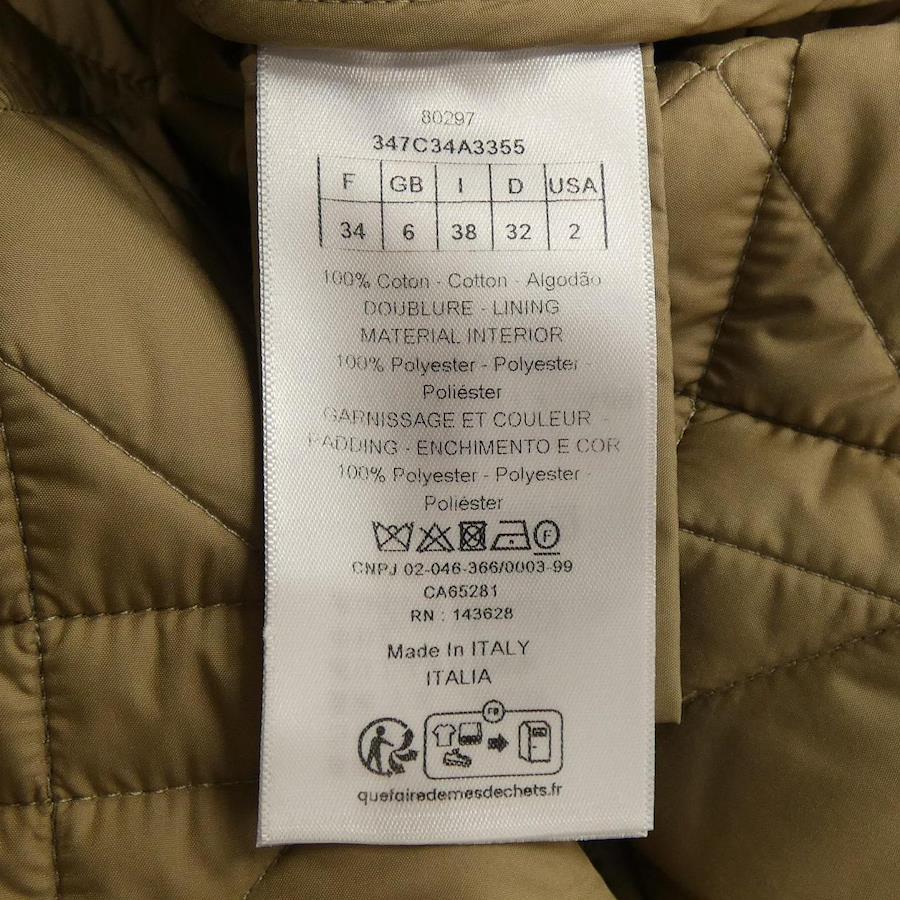 80297
347C34A3355
F GB I D USA
34 6 38 32 2
100% Coton - Cotton - Algodão
DOUBLURE - LINING
MATERIAL INTERIOR
100% Polyester - Polyester -
Poliéster
GARNISSAGE ET COULEUR -
PADDING - ENCHIMENTO E COR
100% Polyester - Polyester -
Poliéster
F
CNPJ 02-046-366/0003-99
CA65281
RN : 143628
Made In ITALY
ITALIA
FR
quefairedemesdechets.fr